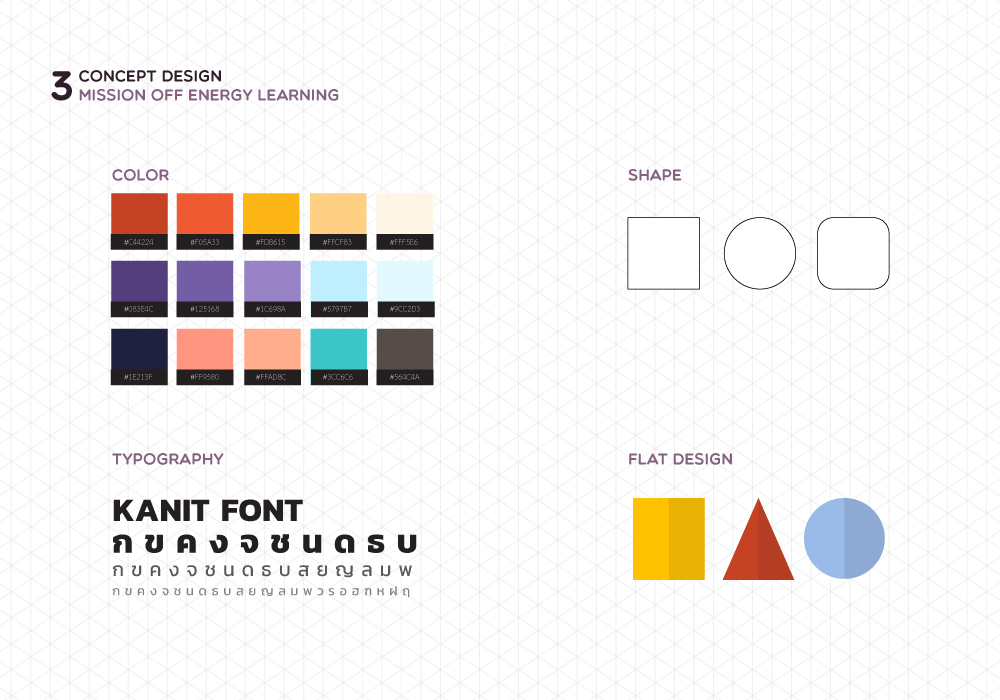 3
CONCEPT DESIGN
MISSION OFF ENERGY LEARNING
COLOR
#C44224 #F05A33 #FDB615 #FFCF83 #FFF5E6
#083E4C #125168 #1C698A #5797B7 #9CC2D3
#1E213F #FF9580 #FFAD8C #3CC6C6 #564C4A
SHAPE
TYPOGRAPHY
KANIT FONT
ก ข ค ง จ ช น ด ธ บ
ก ข ค ง จ ช น ด ธ บ ส ย ญ ล ม พ
ก ข ค ง จ ช น ด ธ บ ส ย ญ ล ม พ ว ร อ ฮ ฑ ห ฝ ฤ
FLAT DESIGN